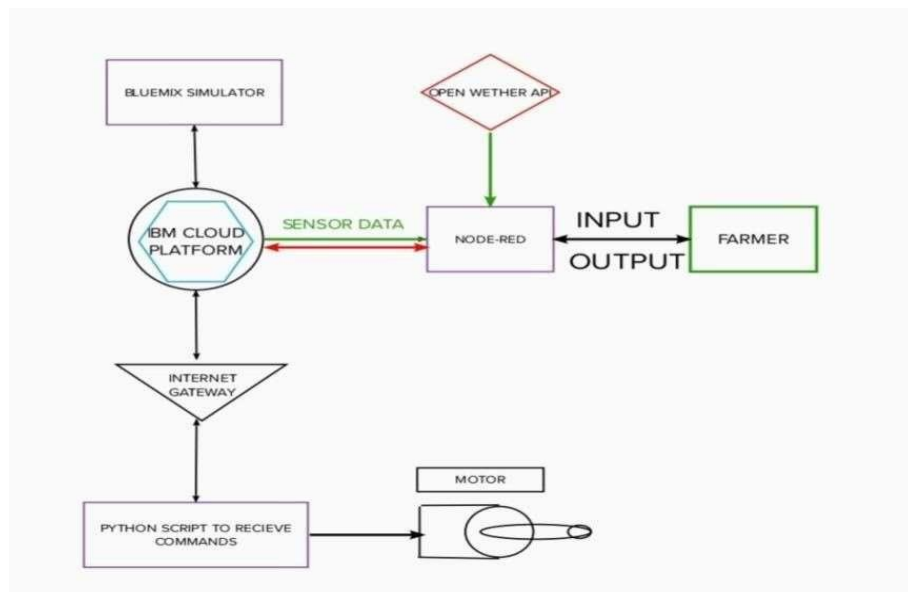 BLUEMIX SIMULATOR
OPEN WETHER API
IBM CLOUD
PLATFORM
SENSOR DATA
NODE-RED
INPUT
OUTPUT
FARMER
INTERNET
GATEWAY
MOTOR
PYTHON SCRIPT TO RECIEVE
COMMANDS